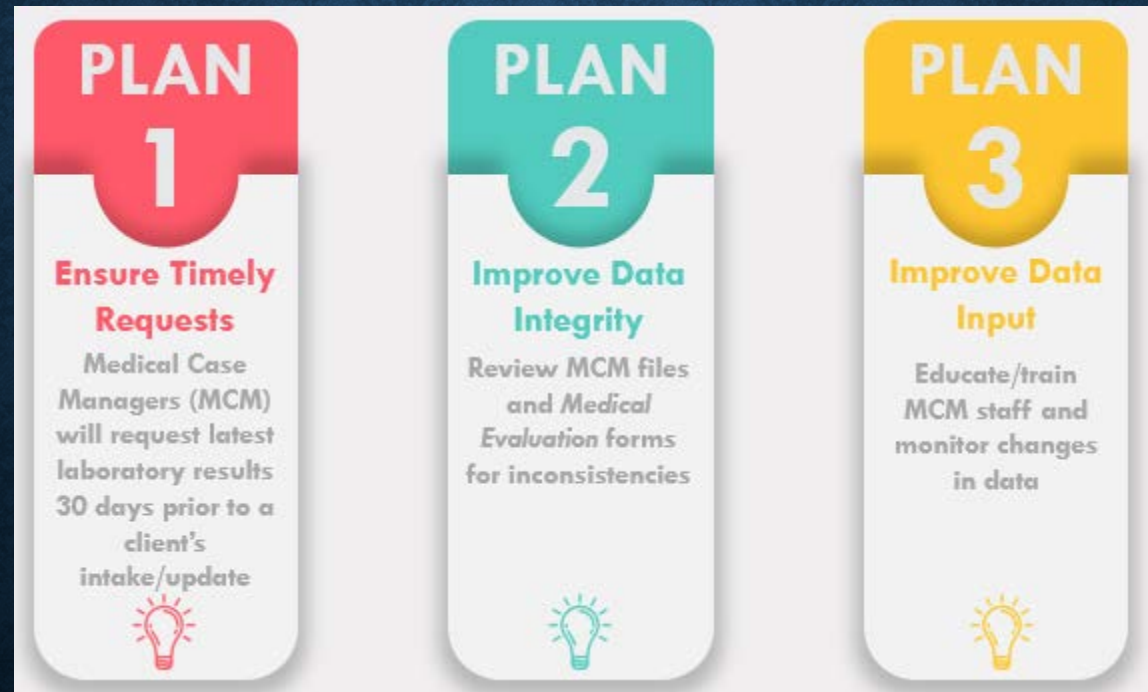 PLAN
1
Ensure Timely
Requests
Medical Case
Managers (MCM)
will request latest
laboratory results
30 days prior to a
client's
intake/update
PLAN
2
Improve Data
Integrity
Review MCM files
and Medical
Evaluation forms
for inconsistencies
PLAN
3
Improve Data
Input
Educate/train
MCM staff and
monitor changes
in data